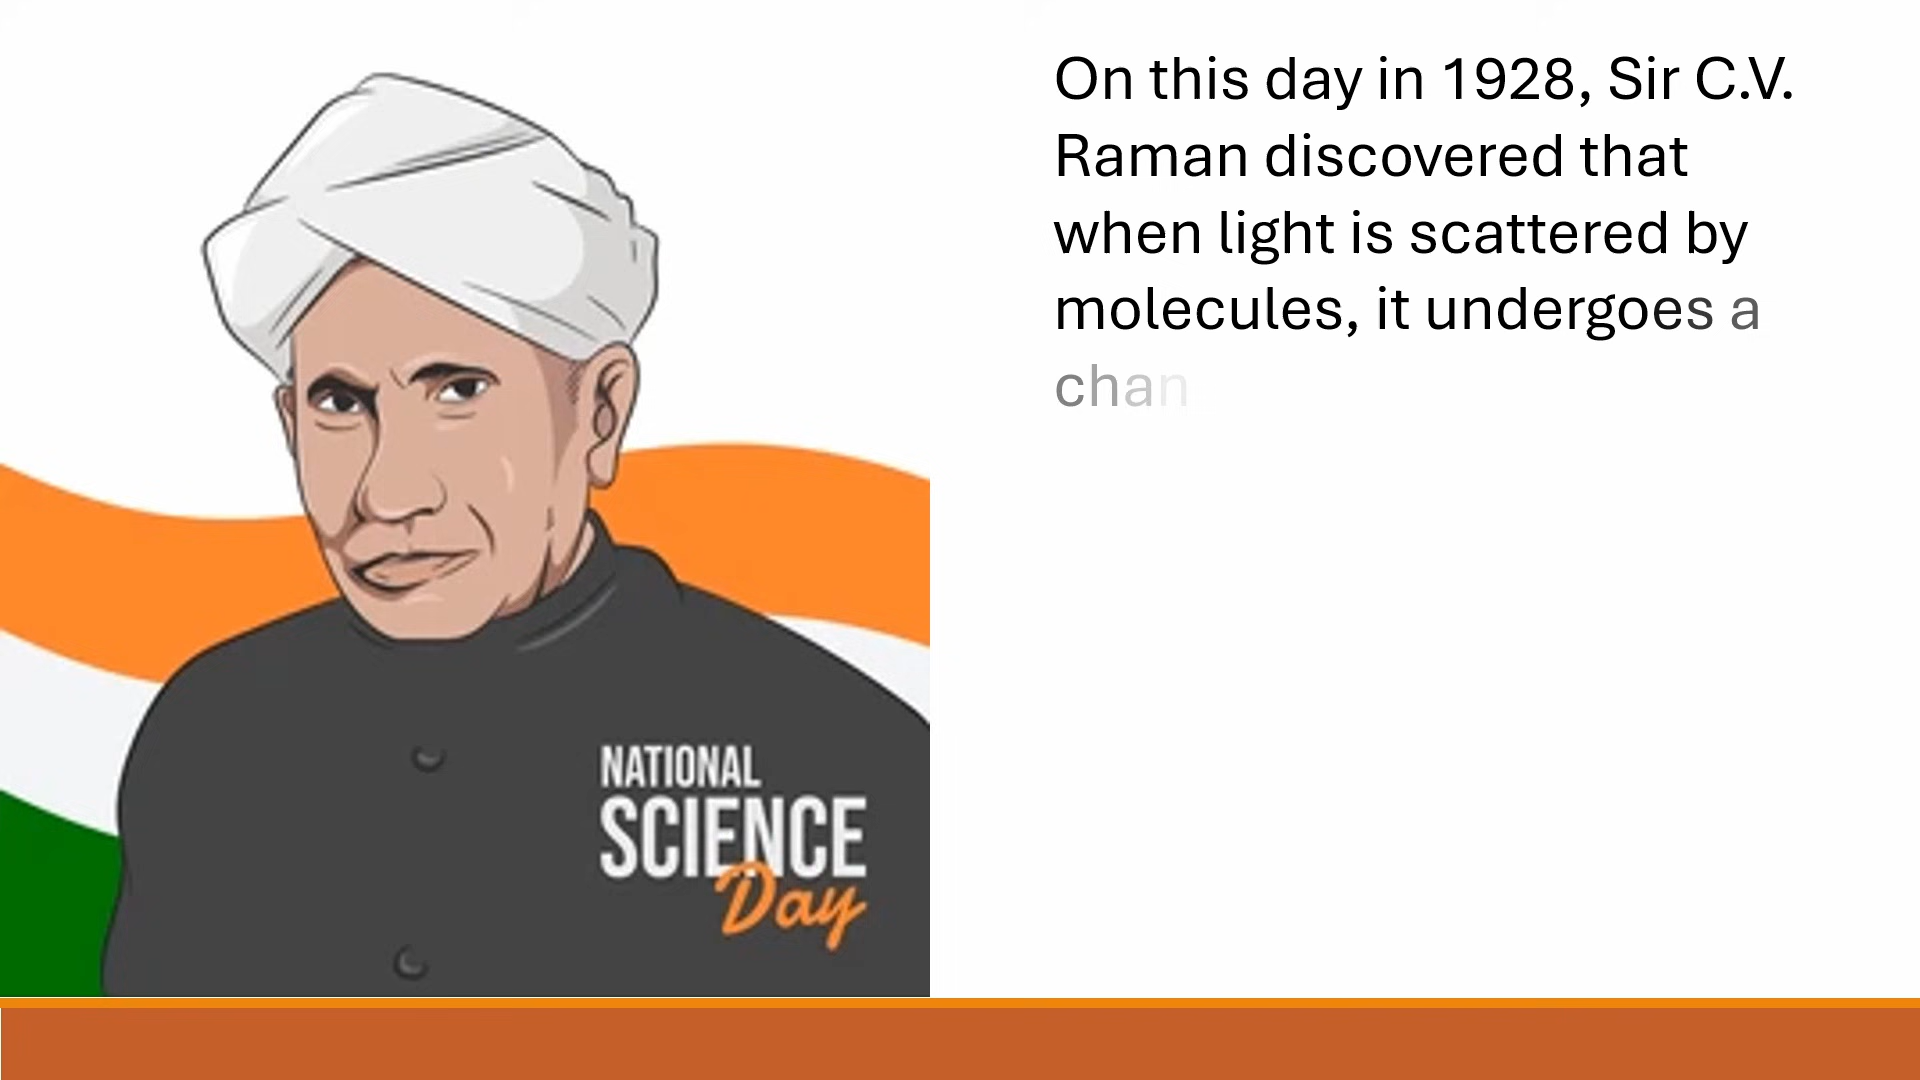 On this day in 1928, Sir C.V.
Raman discovered that
when light is scattered by
molecules, it undergoes a
chan
NATIONAL
SCIENCE
Day